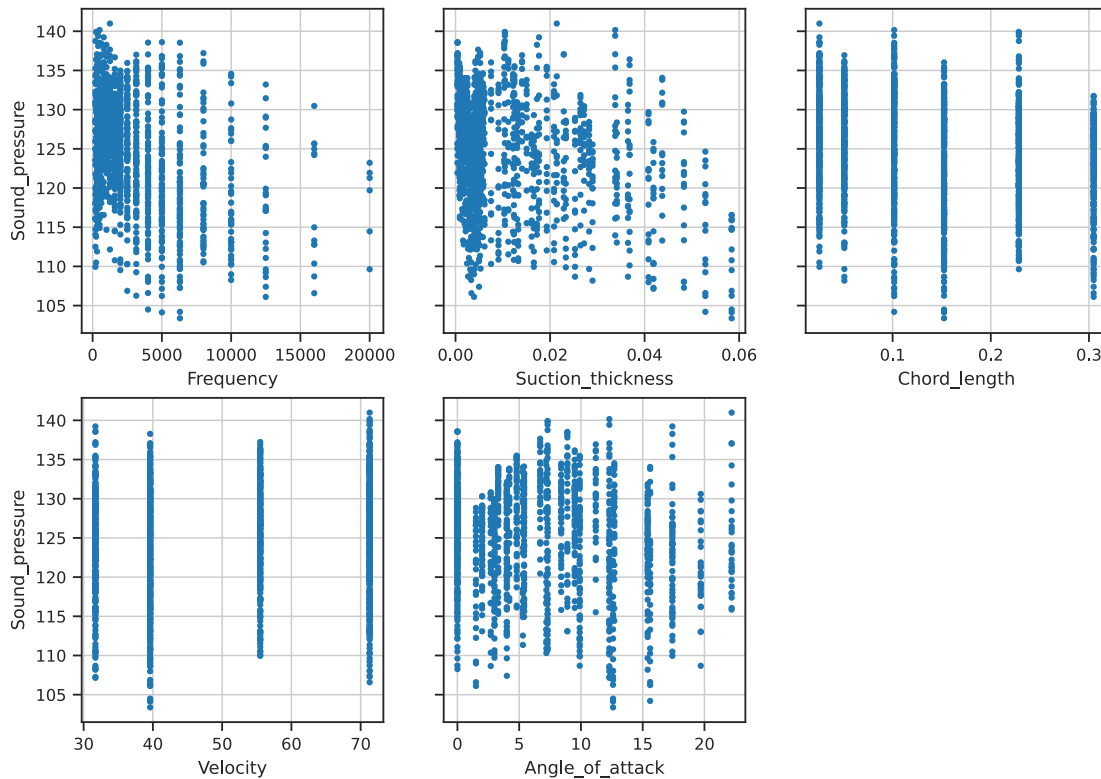 140
135
130
125
120
115
110
105
Sound_pressure
0 5000 10000 15000 20000
Frequency
0.00 0.02 0.04 0.06
Suction_thickness
0.1 0.2 0.3
Chord_length
140
135
130
125
120
115
110
105
Sound_pressure
30 40 50 60 70
Velocity
0 5 10 15 20
Angle_of_attack